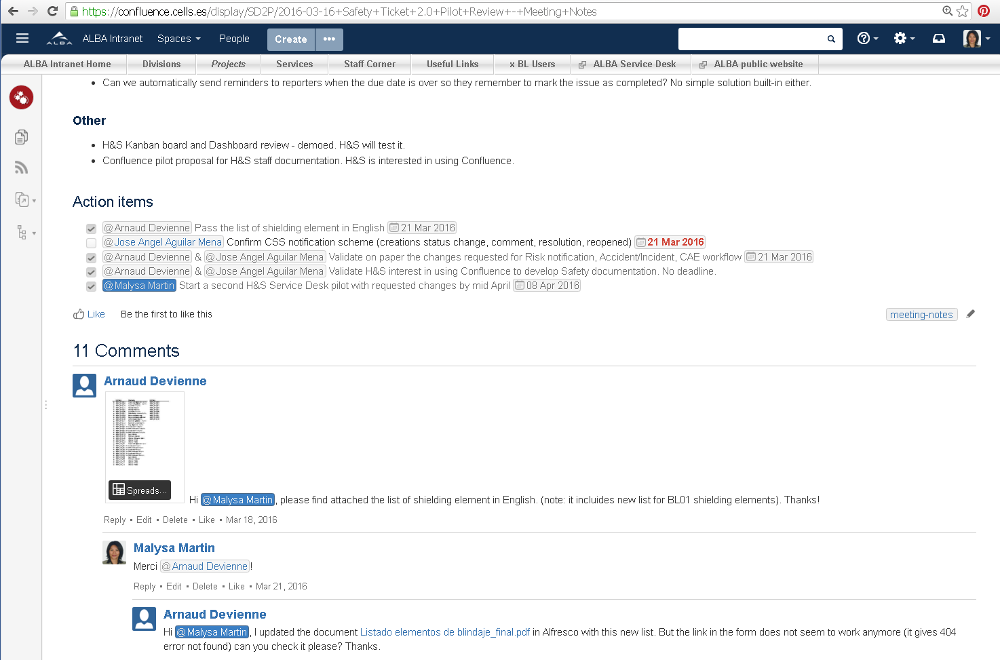 https://confluence.cells.es/display/SD2P/2016-03-16+Safety+Ticket+2.0+Pilot+Review+-+Meeting+Notes
ALBA ALBA Intranet Spaces People Create •••
ALBA Intranet Home Divisions Projects Services Staff Corner Useful Links x BL Users ALBA Service Desk ALBA public website
• Can we automatically send reminders to reporters when the due date is over so they remember to mark the issue as completed? No simple solution built-in either.
Other
• H&S Kanban board and Dashboard review - demoed. H&S will test it.
• Confluence pilot proposal for H&S staff documentation. H&S is interested in using Confluence.
Action items
@Arnaud Devienne Pass the list of shielding element in English 21 Mar 2016
@Jose Angel Aguilar Mena Confirm CSS notification scheme (creations status change, comment, resolution, reopened) 21 Mar 2016
@Arnaud Devienne & @Jose Angel Aguilar Mena Validate on paper the changes requested for Risk notification, Accident/Incident, CAE workflow 21 Mar 2016
@Arnaud Devienne & @Jose Angel Aguilar Mena Validate H&S interest in using Confluence to develop Safety documentation. No deadline.
@Malysa Martin Start a second H&S Service Desk pilot with requested changes by mid April 08 Apr 2016
Like Be the first to like this meeting-notes
11 Comments
Arnaud Devienne
Spreads...
Hi @Malysa Martin, please find attached the list of shielding element in English. (note: it incluides new list for BL01 shielding elements). Thanks!
Reply • Edit • Delete • Like • Mar 18, 2016
Malysa Martin
Merci @Arnaud Devienne!
Reply • Edit • Delete • Like • Mar 21, 2016
Arnaud Devienne
Hi @Malysa Martin, I updated the document Listado elementos de blindaje_final.pdf in Alfresco with this new list. But the link in the form does not seem to work anymore (it gives 404
error not found) can you check it please? Thanks.